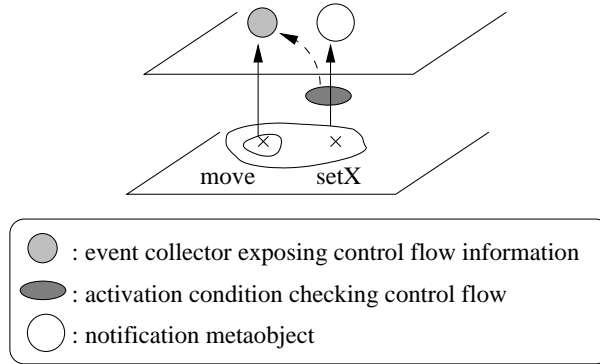 move setX
: event collector exposing control flow information
: activation condition checking control flow
: notification metaobject